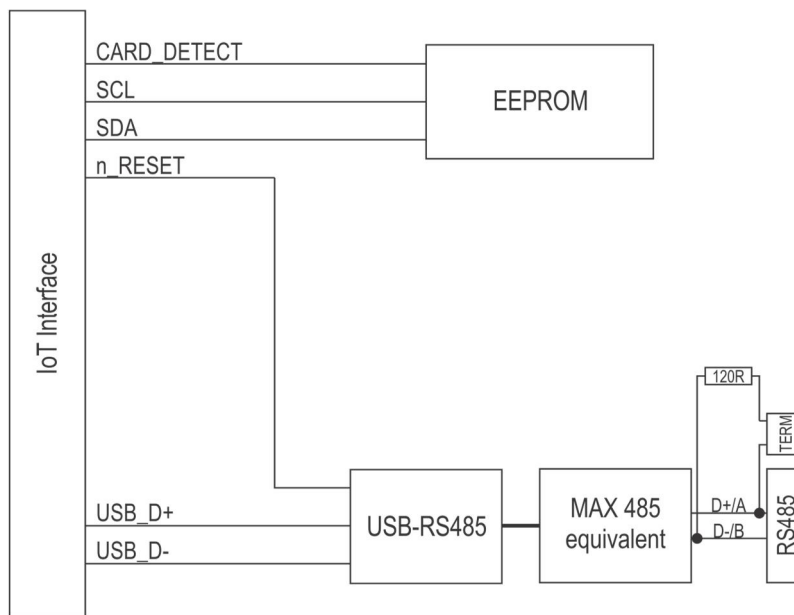 CARD_DETECT
SCL
SDA
n_RESET
EEPROM
IoT Interface
120R
TERM
USB_D+
USB_D-
USB-RS485
MAX 485
equivalent
D+/A
D-/B
RS485